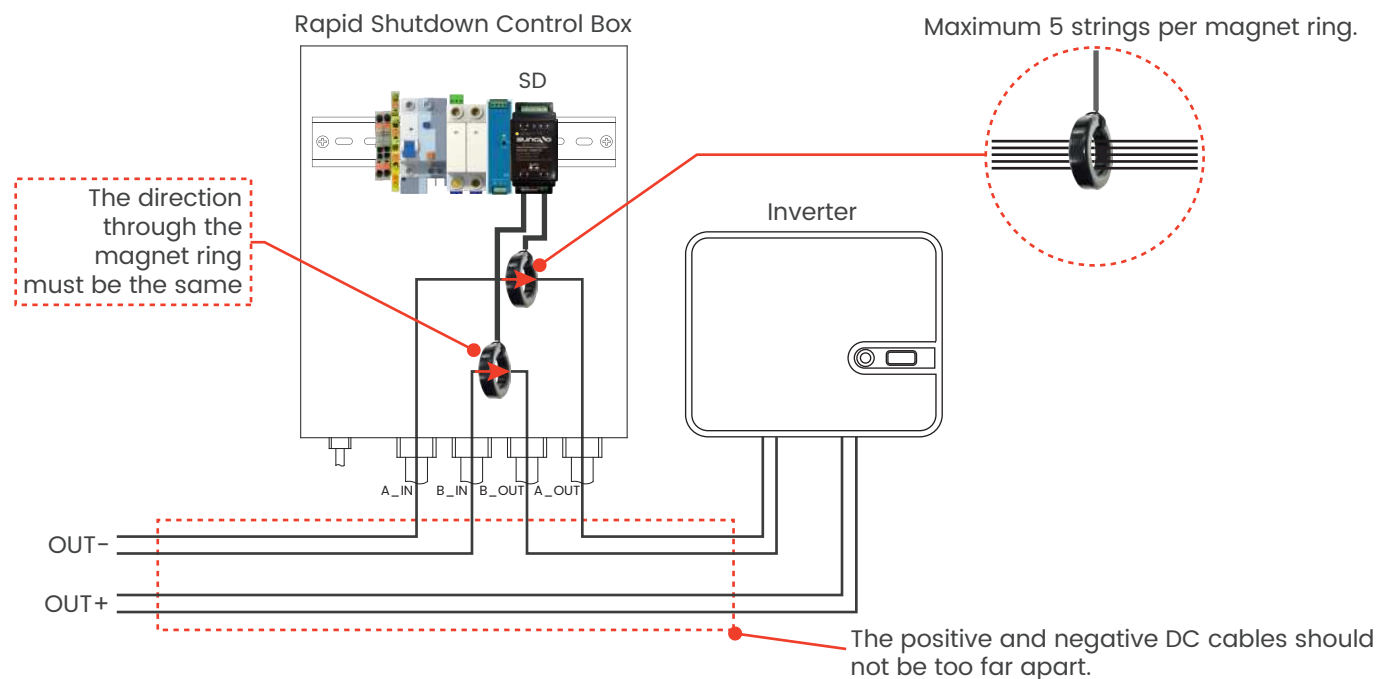 Rapid Shutdown Control Box
Maximum 5 strings per magnet ring.
SD
The direction
through the
magnet ring
must be the same
Inverter
A_IN
B_IN
B_OUT
A_OUT
OUT-
OUT+
The positive and negative DC cables should
not be too far apart.